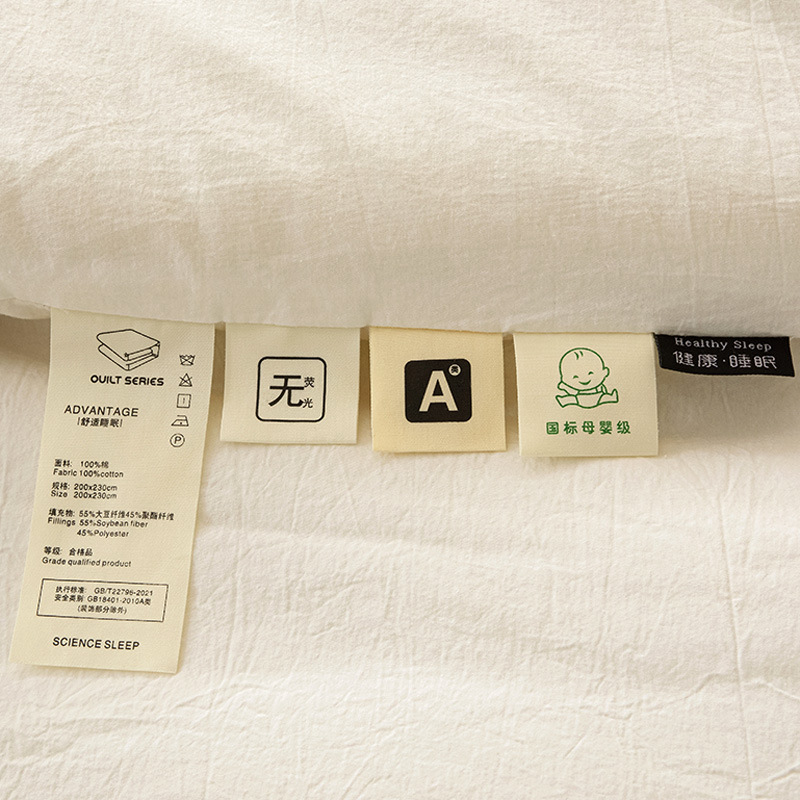 QUILT SERIES
ADVANTAGE
|舒适睡眠|
面料: 100%棉
Fabric 100%cotton
规格: 200x230cm
Size 200x230cm
填充物: 55%大豆纤维45%聚酯纤维
Fillings 55%Soybean fiber
45%Polyester
等级: 合格品
Grade qualified product
执行标准: GB/T22796-2021
安全类别: GB18401-2010A类
(装饰部分除外)
SCIENCE SLEEP
P
无荧光
A类
国标母婴级
Healthy Sleep
健康·睡眠